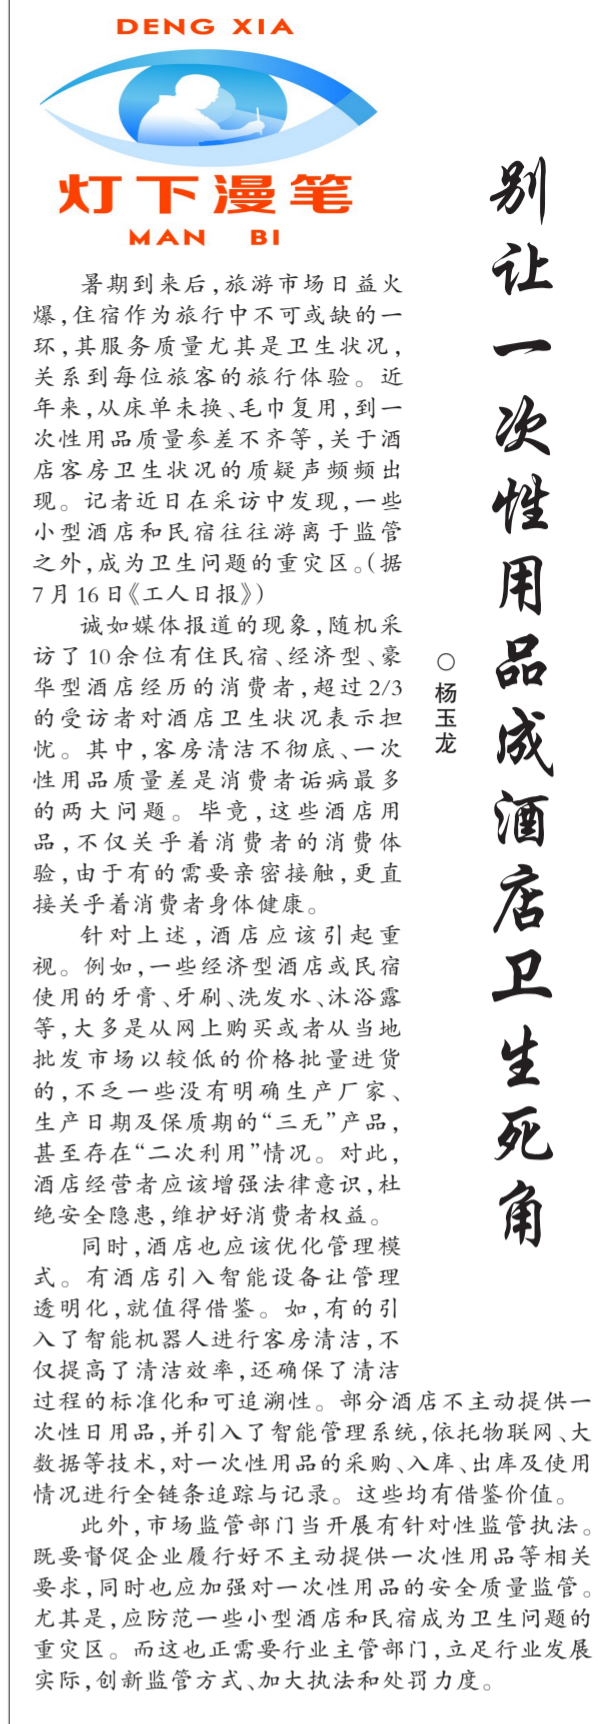 DENG XIA
灯下漫笔
MAN BI
别让一次性用品成酒店卫生死角
○杨玉龙
暑期到来后，旅游市场日益火
爆，住宿作为旅行中不可或缺的一
环，其服务质量尤其是卫生状况，
关系到每位旅客的旅行体验。近
年来，从床单未换、毛巾复用，到一
次性用品质量参差不齐等，关于酒
店客房卫生状况的质疑声频频出
现。记者近日在采访中发现，一些
小型酒店和民宿往往游离于监管
之外，成为卫生问题的重灾区。（据
7月16日《工人日报》）
诚如媒体报道的现象，随机采
访了10余位有住民宿、经济型、豪
华型酒店经历的消费者，超过2/3
的受访者对酒店卫生状况表示担
忧。其中，客房清洁不彻底、一次
性用品质量差是消费者诟病最多
的两大问题。毕竟，这些酒店用
品，不仅关乎着消费者的消费体
验，由于有的需要亲密接触，更直
接关乎着消费者身体健康。
针对上述，酒店应该引起重
视。例如，一些经济型酒店或民宿
使用的牙膏、牙刷、洗发水、沐浴露
等，大多是从网上购买或者从当地
批发市场以较低的价格批量进货
的，不乏一些没有明确生产厂家、
生产日期及保质期的“三无”产品，
甚至存在“二次利用”情况。对此，
酒店经营者应该增强法律意识，杜
绝安全隐患，维护好消费者权益。
同时，酒店也应该优化管理模
式。有酒店引入智能设备让管理
透明化，就值得借鉴。如，有的引
入了智能机器人进行客房清洁，不
仅提高了清洁效率，还确保了清洁
过程的标准化和可追溯性。部分酒店不主动提供一
次性日用品，并引入了智能管理系统，依托物联网、大
数据等技术，对一次性用品的采购、入库、出库及使用
情况进行全链条追踪与记录。这些均有借鉴价值。
此外，市场监管部门当开展有针对性监管执法。
既要督促企业履行好不主动提供一次性用品等相关
要求，同时也应加强对一次性用品的安全质量监管。
尤其是，应防范一些小型酒店和民宿成为卫生问题的
重灾区。而这也正需要行业主管部门，立足行业发展
实际，创新监管方式、加大执法和处罚力度。